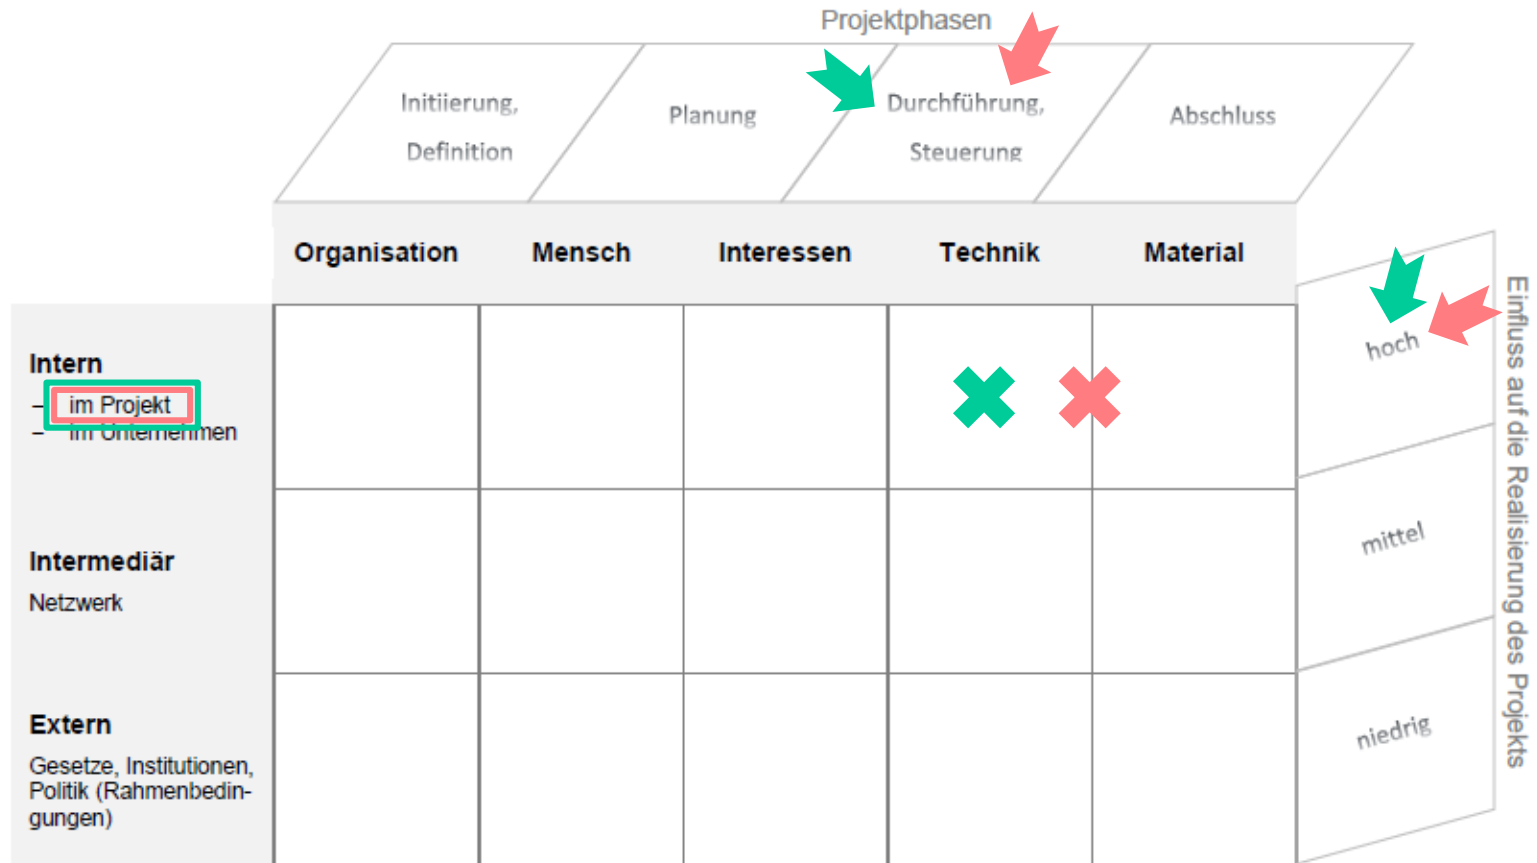 Projektphasen
Initiierung,
Definition
Planung
Durchführung,
Steuerung
Abschluss
Organisation
Mensch
Interessen
Technik
Material
Intern
– im Projekt
– im Unternehmen
Intermediär
Netzwerk
Extern
Gesetze, Institutionen,
Politik (Rahmenbedin-
gungen)
hoch
mittel
niedrig
Einfluss auf die Realisierung des Projekts